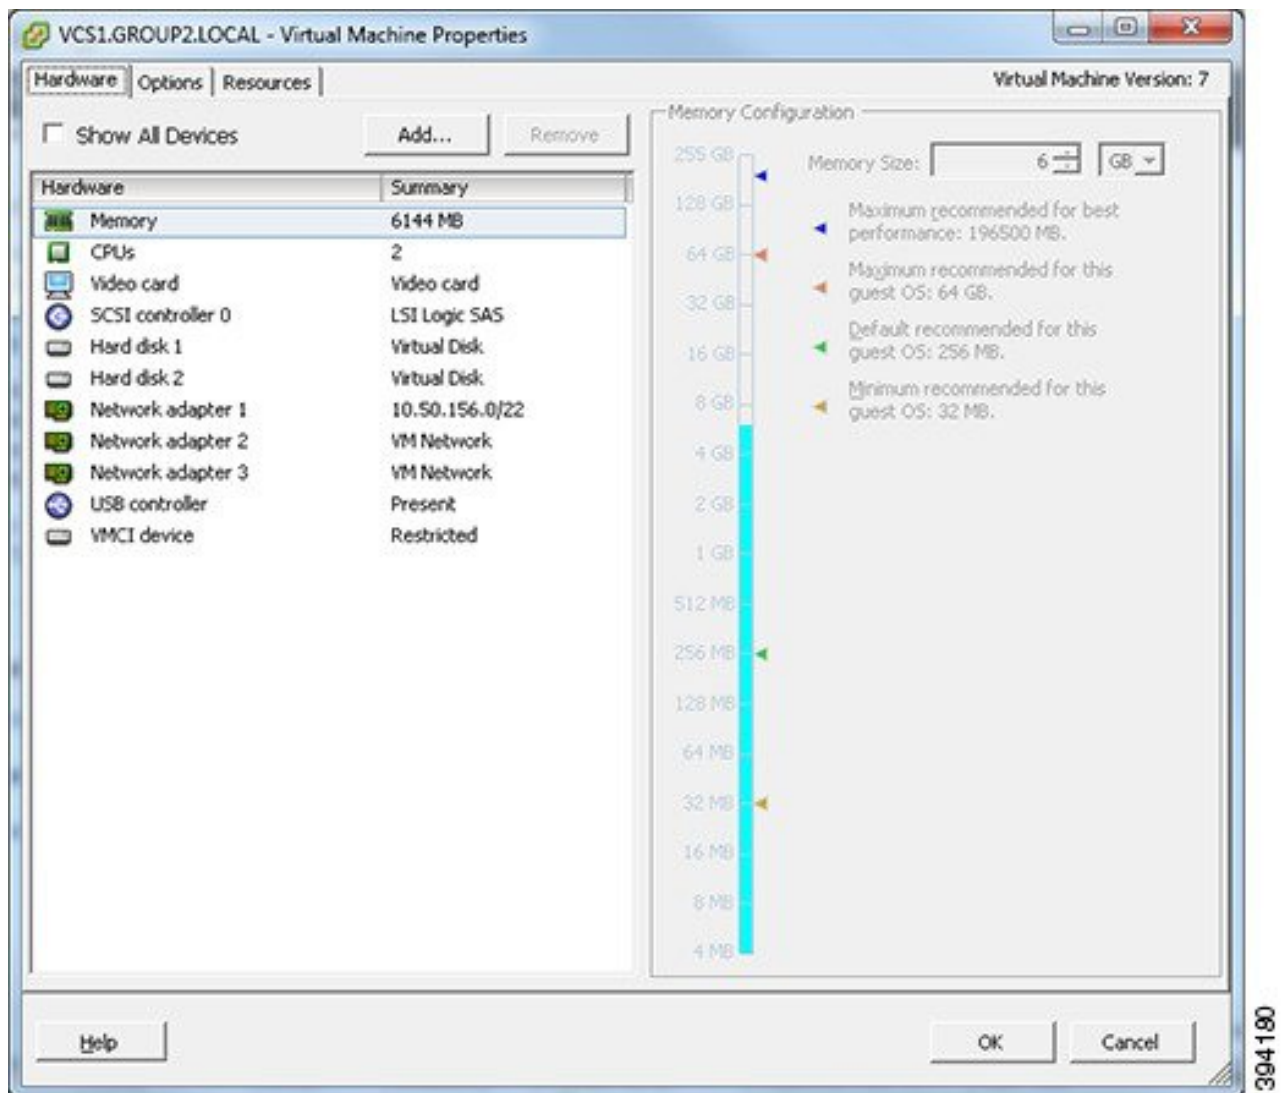 VCS1.GROUP2.LOCAL - Virtual Machine Properties
Hardware Options Resources
Virtual Machine Version: 7
Show All Devices
Add...
Remove
Hardware Summary
Memory 6144 MB
CPUs 2
Video card Video card
SCSI controller 0 LSI Logic SAS
Hard disk 1 Virtual Disk
Hard disk 2 Virtual Disk
Network adapter 1 10.50.156.0/22
Network adapter 2 VM Network
Network adapter 3 VM Network
USB controller Present
VMCI device Restricted
Memory Configuration
255 GB
128 GB
64 GB
32 GB
16 GB
8 GB
4 GB
2 GB
1 GB
512 MB
256 MB
128 MB
64 MB
32 MB
16 MB
8 MB
4 MB
Memory Size: 6 GB
Maximum recommended for best
performance: 196500 MB.
Maximum recommended for this
guest OS: 64 GB.
Default recommended for this
guest OS: 256 MB.
Minimum recommended for this
guest OS: 32 MB.
Help
OK
Cancel
394180